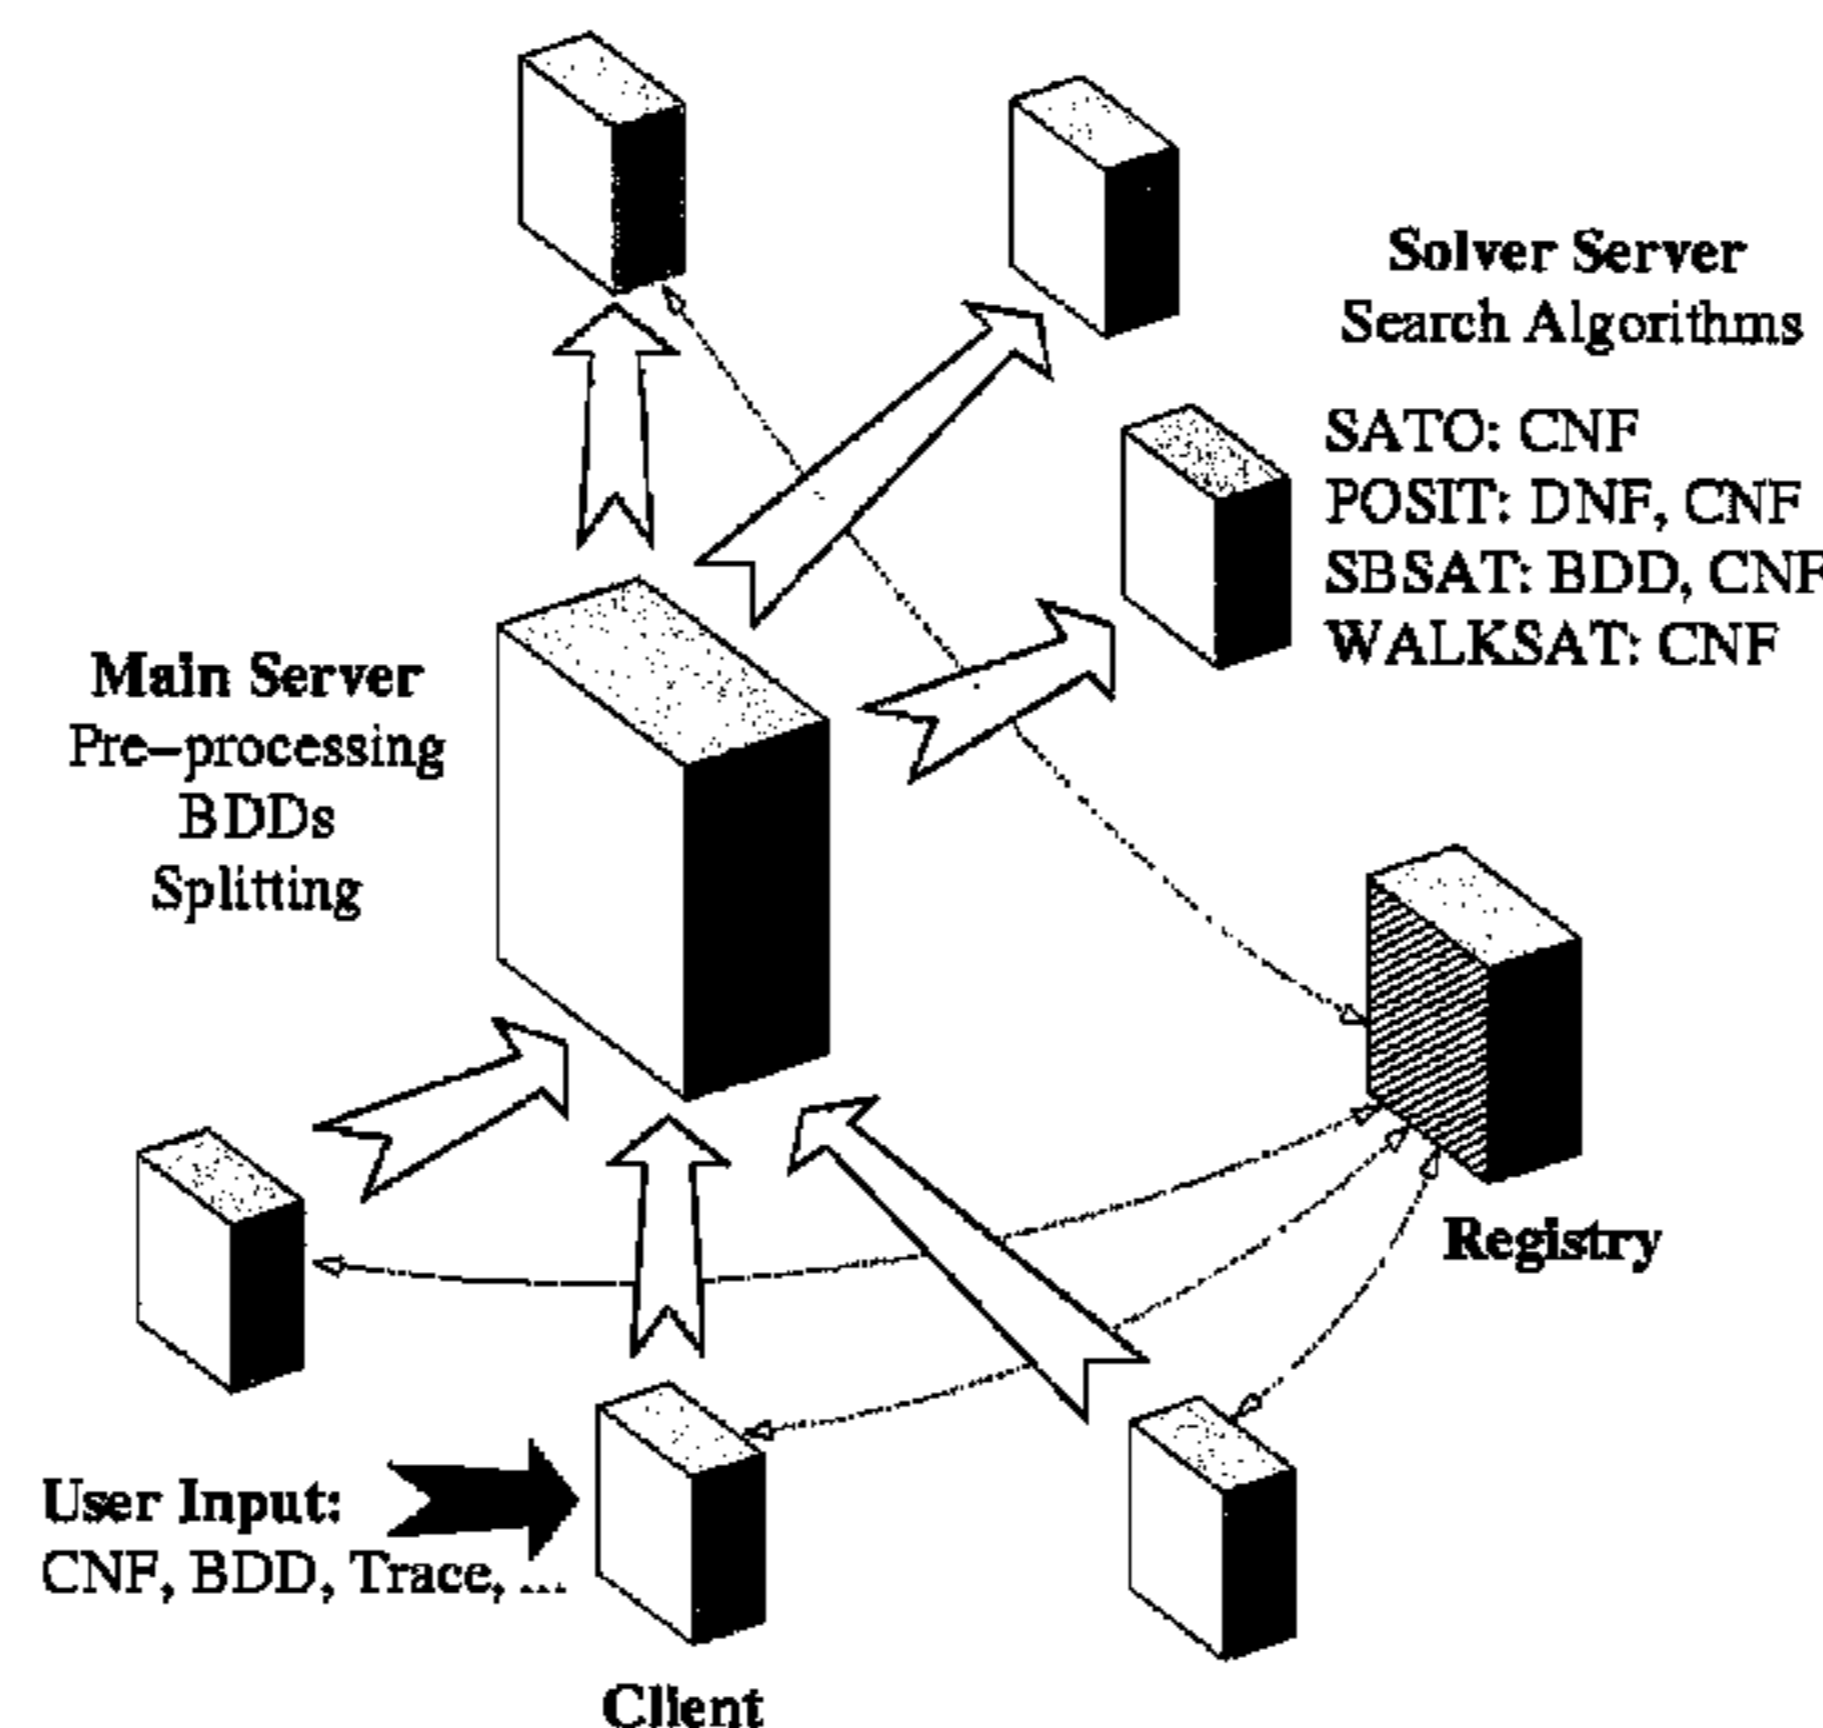 Solver Server
Search Algorithms
SATO: CNF
POSIT: DNF, CNF
SBSAT: BDD, CNF
WALKSAT: CNF
Main Server
Pre-processing
BDDs
Splitting
Registry
User Input:
CNF, BDD, Trace, ...
Client